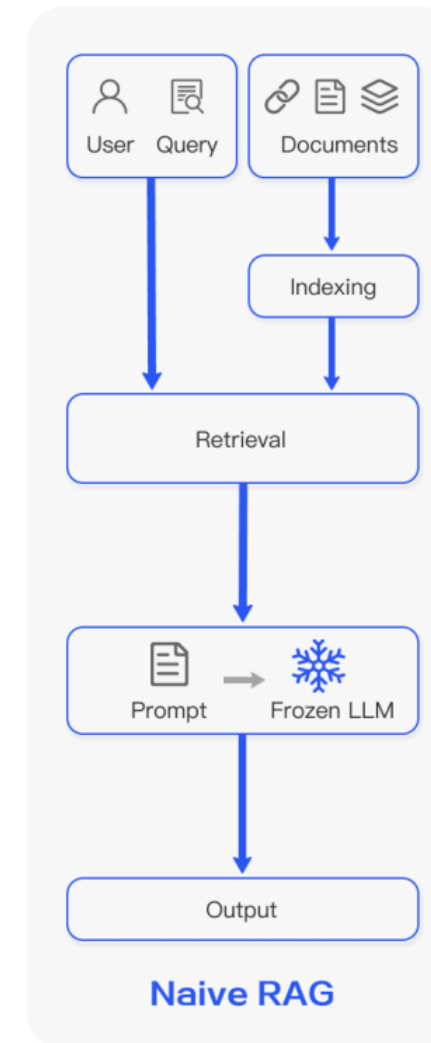 User Query
Documents
Indexing
Retrieval
Prompt
Frozen LLM
Output
Naive RAG